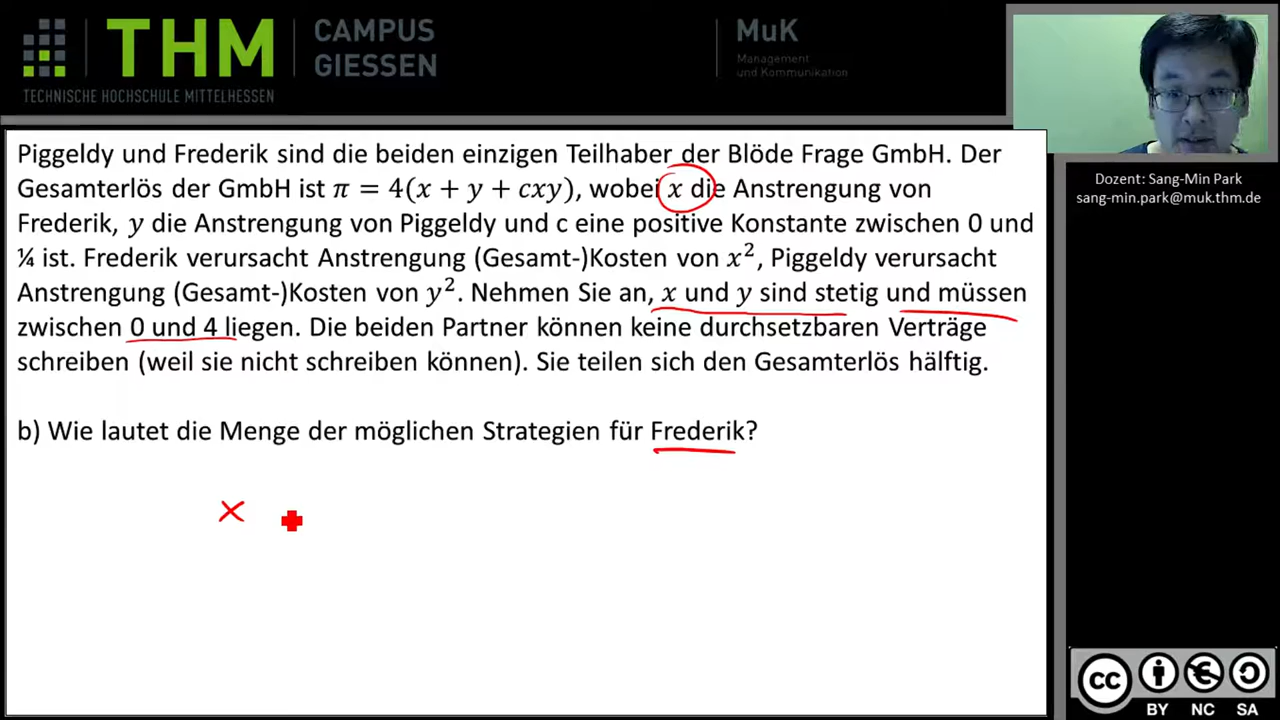 THM
CAMPUS
GIESSEN
TECHNISCHE HOCHSCHULE MITTELHESSEN
MuK
Management
und Kommunikation
Piggeldy und Frederik sind die beiden einzigen Teilhaber der Blöde Frage GmbH. Der
Gesamterlös der GmbH ist π = 4(x + y + cxy), wobei x die Anstrengung von
Frederik, y die Anstrengung von Piggeldy und c eine positive Konstante zwischen 0 und
¼ ist. Frederik verursacht Anstrengung (Gesamt-)Kosten von x², Piggeldy verursacht
Anstrengung (Gesamt-)Kosten von y². Nehmen Sie an, x und y sind stetig und müssen
zwischen 0 und 4 liegen. Die beiden Partner können keine durchsetzbaren Verträge
schreiben (weil sie nicht schreiben können). Sie teilen sich den Gesamterlös hälftig.
b) Wie lautet die Menge der möglichen Strategien für Frederik?
x
Dozent: Sang-Min Park
sang-min.park@muk.thm.de
cc
BY NC SA